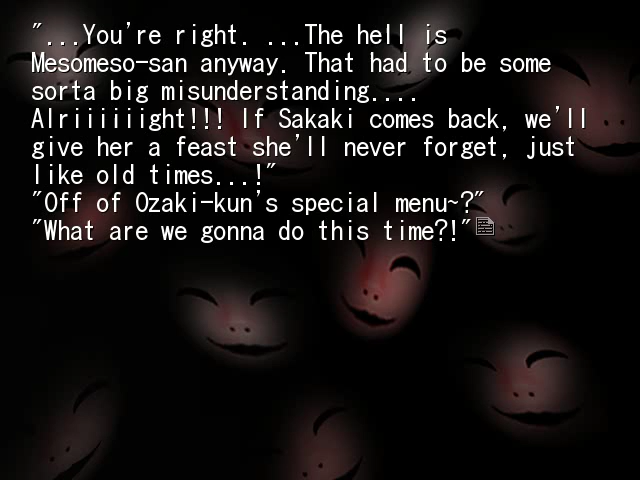 "...You're right. ...The hell is
Mesomeso-san anyway. That had to be some
sorta big misunderstanding....
Alriiiiiight!!! If Sakaki comes back, we'll
give her a feast she'll never forget, just
like old times...!"
"Off of Ozaki-kun's special menu~?"
"What are we gonna do this time?!"